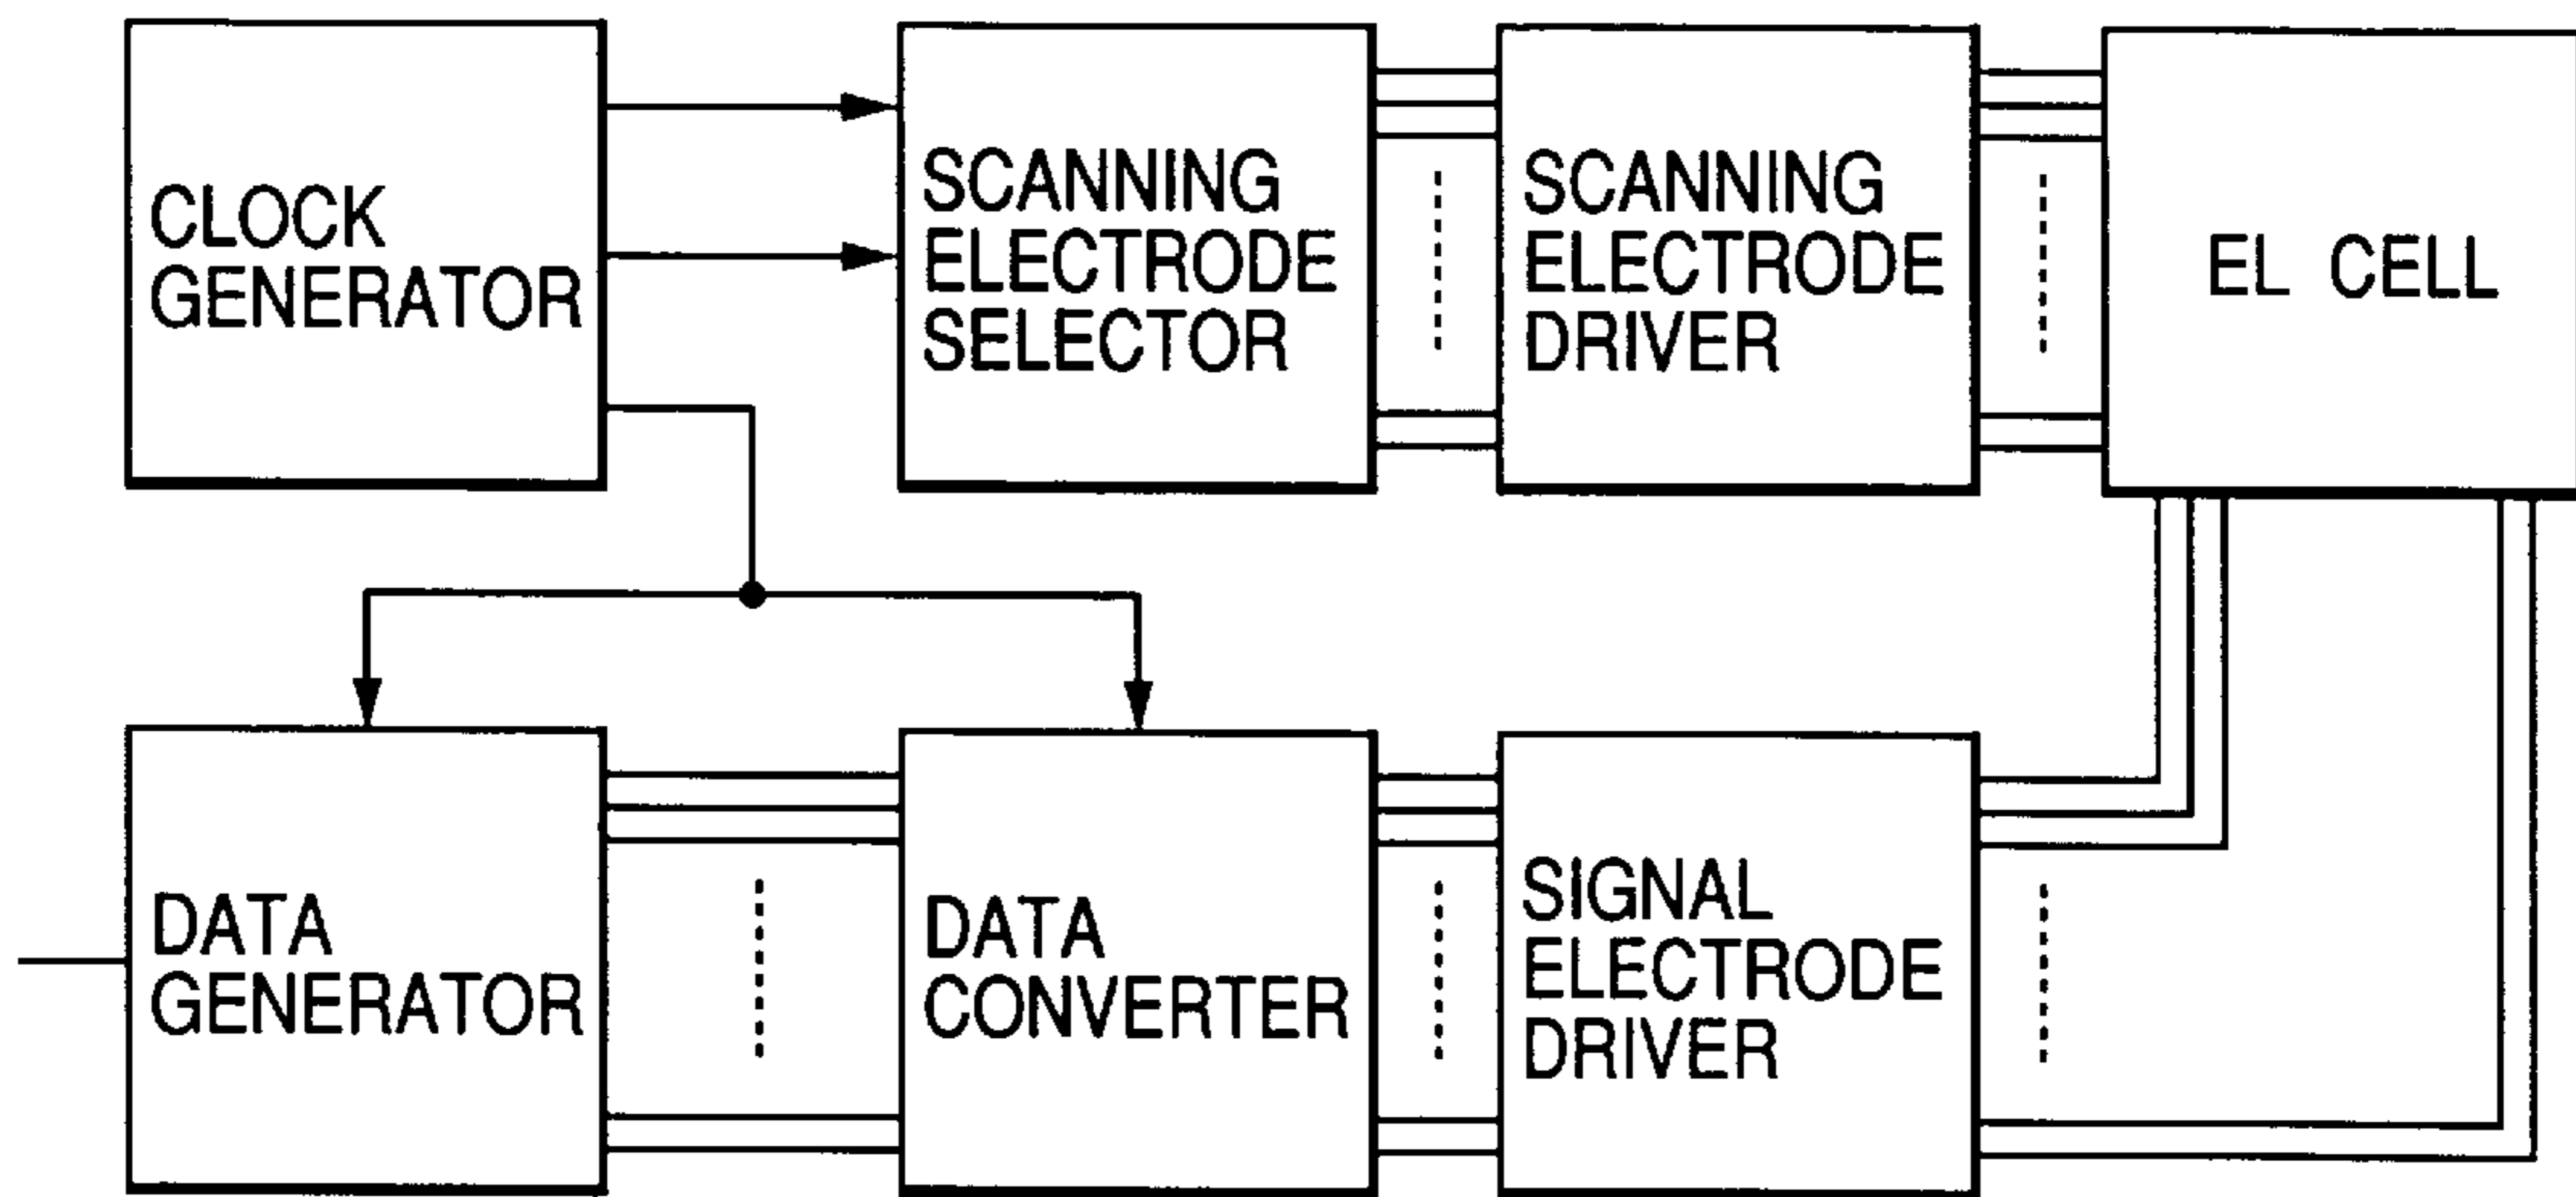 CLOCK
GENERATOR
SCANNING
ELECTRODE
SELECTOR
SCANNING
ELECTRODE
DRIVER
EL CELL
DATA
GENERATOR
DATA
CONVERTER
SIGNAL
ELECTRODE
DRIVER